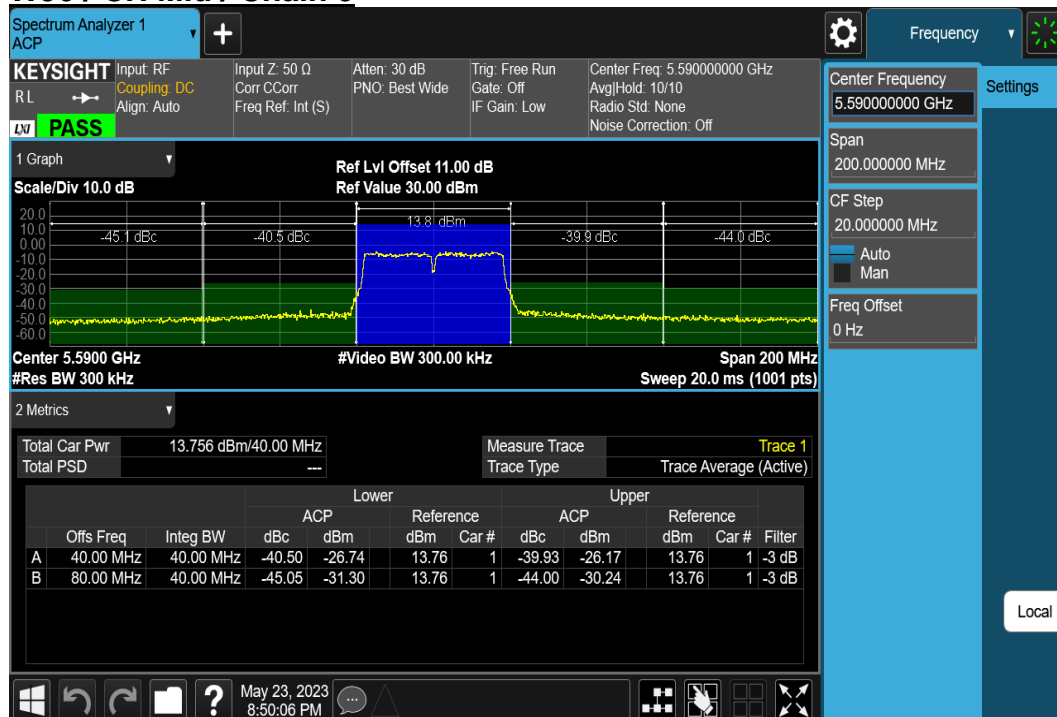 Spectrum Analyzer 1
ACP
Frequency
KEYSIGHT
RL
LXI PASS
Input: RF
Coupling: DC
Align: Auto
Input Z: 50 Ω
Corr CCorr
Freq Ref: Int (S)
Atten: 30 dB
PNO: Best Wide
Trig: Free Run
Gate: Off
IF Gain: Low
Center Freq: 5.590000000 GHz
Avg|Hold: 10/10
Radio Std: None
Noise Correction: Off
Center Frequency
5.590000000 GHz
Settings
Span
200.000000 MHz
CF Step
20.000000 MHz
Auto
Man
Freq Offset
0 Hz
Local
1 Graph
Scale/Div 10.0 dB
Ref Lvl Offset 11.00 dB
Ref Value 30.00 dBm
20.0
10.0
0.00
-10.0
-20.0
-30.0
-40.0
-50.0
-60.0
-45.1 dBc
-40.5 dBc
13.8 dBm
-39.9 dBc
-44.0 dBc
Center 5.5900 GHz
#Video BW 300.00 kHz
Span 200 MHz
#Res BW 300 kHz
Sweep 20.0 ms (1001 pts)
2 Metrics
Total Car Pwr 13.756 dBm/40.00 MHz
Total PSD ---
Measure Trace Trace 1
Trace Type Trace Average (Active)
Lower Upper
ACP Reference ACP Reference
Offs Freq Integ BW dBc dBm dBm Car # dBc dBm dBm Car # Filter
A 40.00 MHz 40.00 MHz -40.50 -26.74 13.76 1 -39.93 -26.17 13.76 1 -3 dB
B 80.00 MHz 40.00 MHz -45.05 -31.30 13.76 1 -44.00 -30.24 13.76 1 -3 dB
May 23, 2023
8:50:06 PM